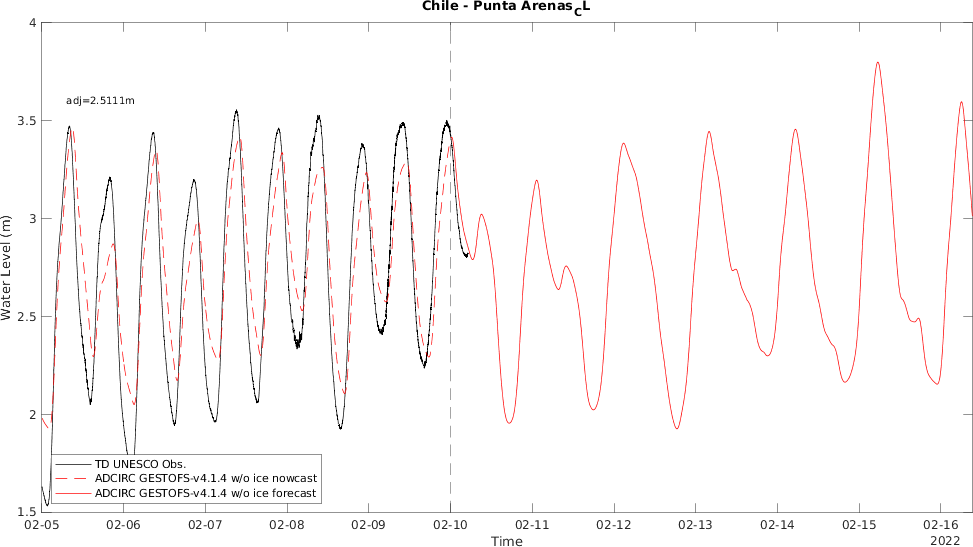 Chile - Punta Arenas_CL
4
adj=2.5111m
3.5
3
Water Level (m)
2.5
2
TD UNESCO Obs.
ADCIRC GESTOFS-v4.1.4 w/o ice nowcast
ADCIRC GESTOFS-v4.1.4 w/o ice forecast
1.5
02-05 02-06 02-07 02-08 02-09 02-10 02-11 02-12 02-13 02-14 02-15 02-16
Time 2022